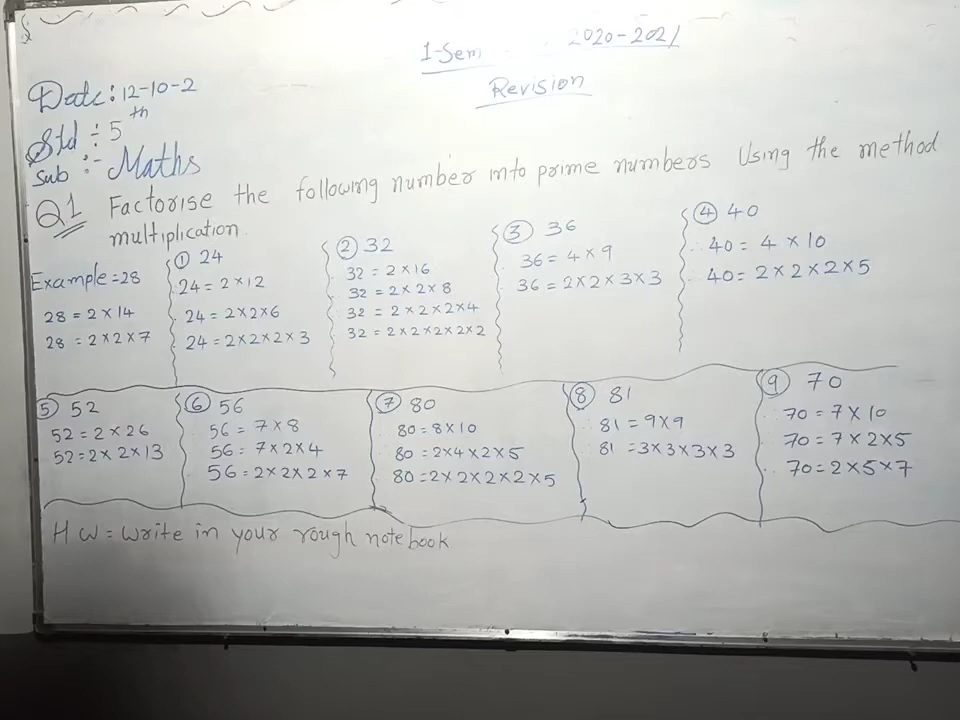 1-Sem 2020-2021
Revision
Date: 12-10-2
Std ÷ 5th
Sub :- Maths
Q1 Factorise the following number into prime numbers Using the method
multiplication.
Example = 28
28 = 2 × 14
28 = 2 × 2 × 7
① 24
24 = 2 × 12
24 = 2 × 2 × 6
24 = 2 × 2 × 2 × 3
② 32
32 = 2 × 16
32 = 2 × 2 × 8
32 = 2 × 2 × 2 × 4
32 = 2 × 2 × 2 × 2 × 2
③ 36
36 = 4 × 9
36 = 2 × 2 × 3 × 3
④ 40
40 = 4 × 10
40 = 2 × 2 × 2 × 5
⑤ 52
52 = 2 × 26
52 = 2 × 2 × 13
⑥ 56
56 = 7 × 8
56 = 7 × 2 × 4
56 = 2 × 2 × 2 × 7
⑦ 80
80 = 8 × 10
80 = 2 × 4 × 2 × 5
80 = 2 × 2 × 2 × 2 × 5
⑧ 81
81 = 9 × 9
81 = 3 × 3 × 3 × 3
⑨ 70
70 = 7 × 10
70 = 7 × 2 × 5
70 = 2 × 5 × 7
H W = Write in your rough note book